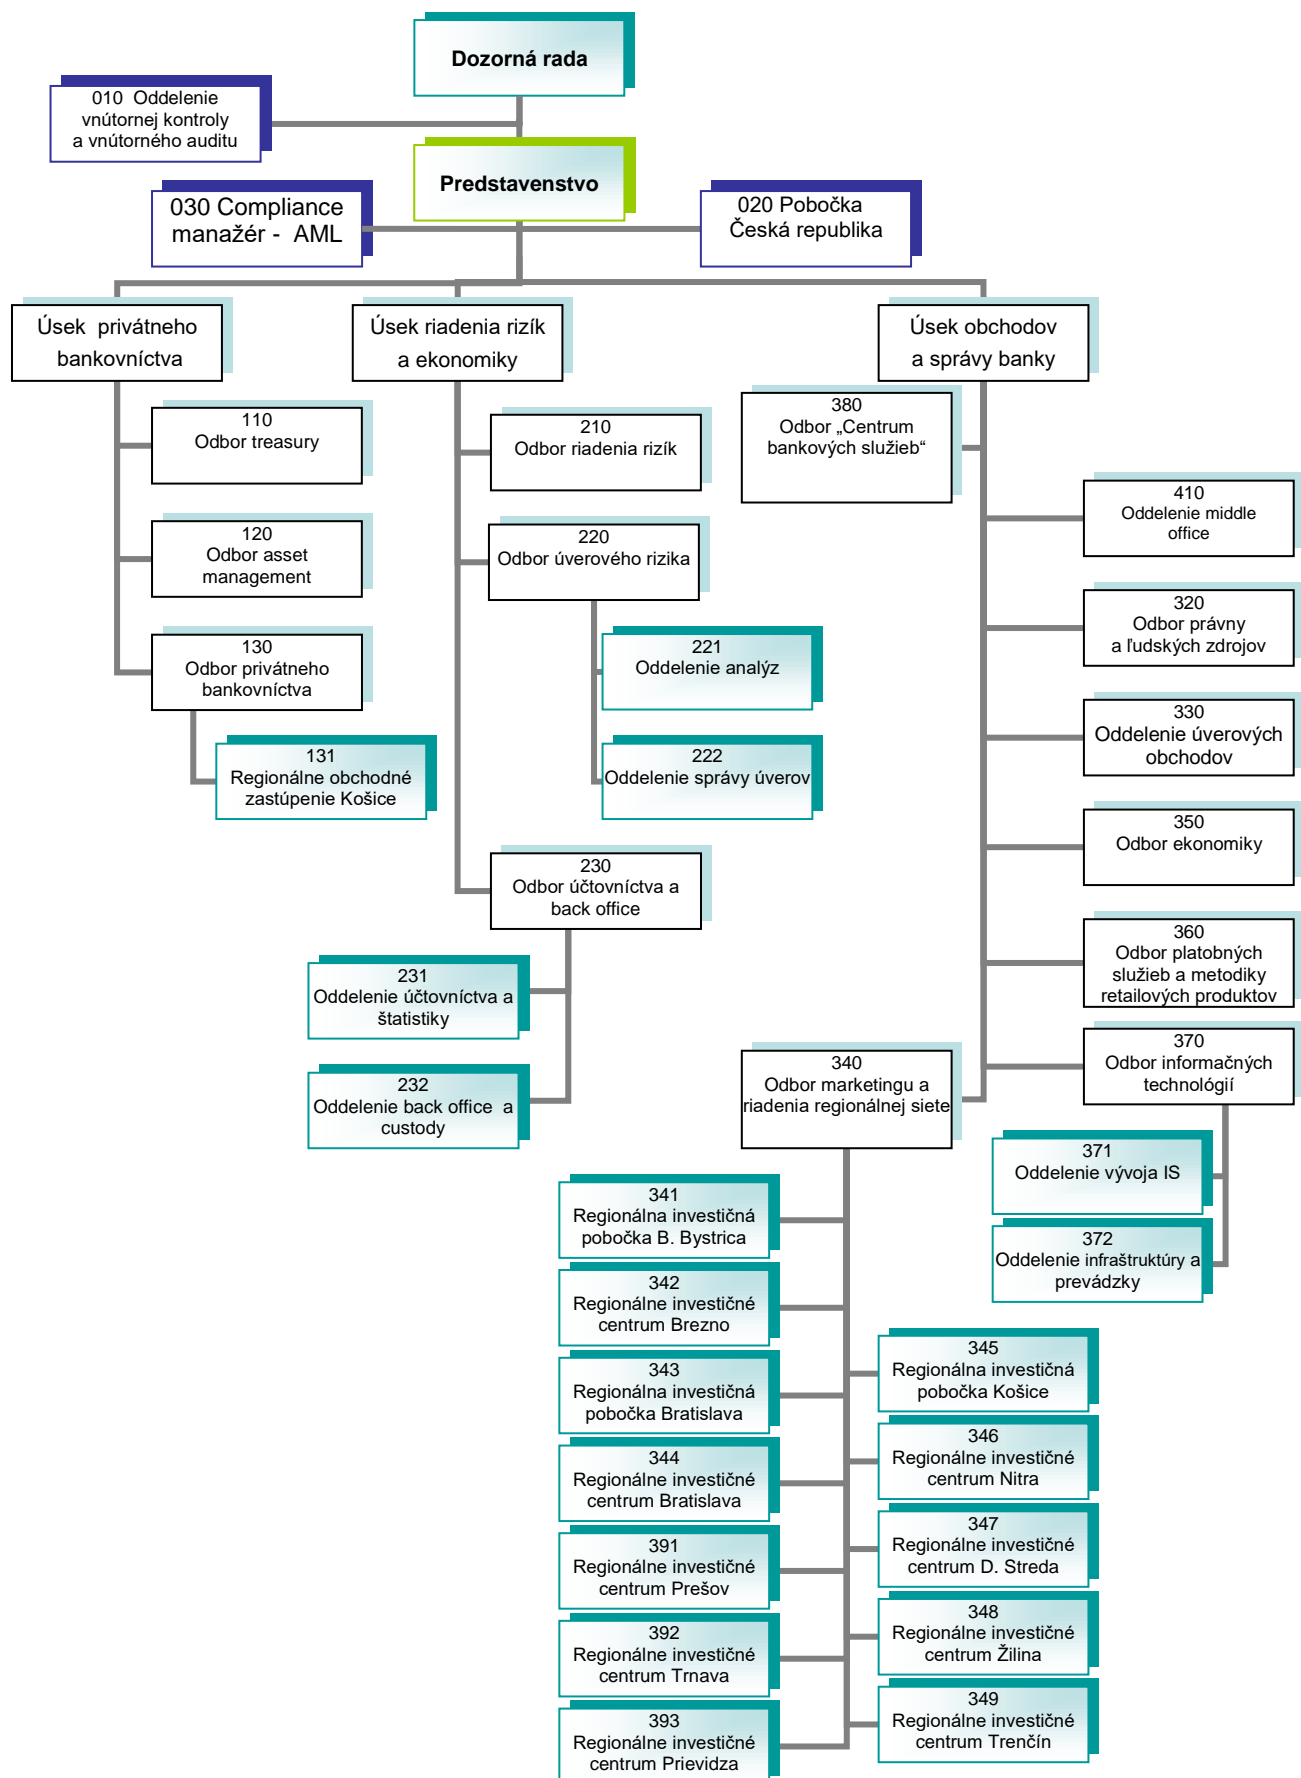 Dozorná rada
010 Oddelenie
vnútornej kontroly
a vnútorného auditu
Predstavenstvo
030 Compliance
manažér - AML
020 Pobočka
Česká republika
Úsek privátneho
bankovníctva
Úsek riadenia rizík
a ekonomiky
Úsek obchodov
a správy banky
110
Odbor treasury
120
Odbor asset
management
130
Odbor privátneho
bankovníctva
131
Regionálne obchodné
zastúpenie Košice
210
Odbor riadenia rizík
220
Odbor úverového rizika
221
Oddelenie analýz
222
Oddelenie správy úverov
230
Odbor účtovníctva a
back office
231
Oddelenie účtovníctva a
štatistiky
232
Oddelenie back office a
custody
380
Odbor „Centrum
bankových služieb“
410
Oddelenie middle
office
320
Odbor právny
a ľudských zdrojov
330
Oddelenie úverových
obchodov
350
Odbor ekonomiky
360
Odbor platobných
služieb a metodiky
retailových produktov
370
Odbor informačných
technológií
371
Oddelenie vývoja IS
372
Oddelenie infraštruktúry a
prevádzky
340
Odbor marketingu a
riadenia regionálnej siete
341
Regionálna investičná
pobočka B. Bystrica
342
Regionálne investičné
centrum Brezno
343
Regionálna investičná
pobočka Bratislava
344
Regionálne investičné
centrum Bratislava
391
Regionálne investičné
centrum Prešov
392
Regionálne investičné
centrum Trnava
393
Regionálne investičné
centrum Prievidza
345
Regionálna investičná
pobočka Košice
346
Regionálne investičné
centrum Nitra
347
Regionálne investičné
centrum D. Streda
348
Regionálne investičné
centrum Žilina
349
Regionálne investičné
centrum Trenčín